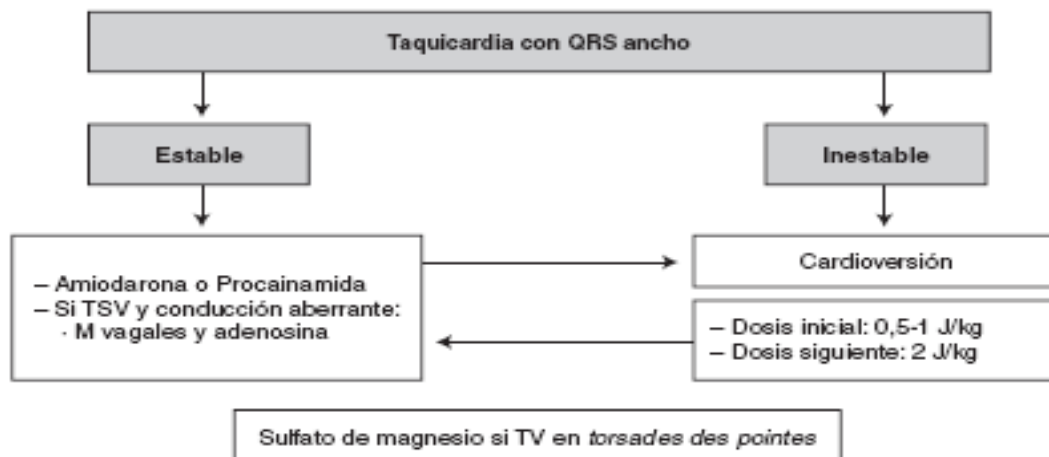 Taquicardia con QRS ancho
Estable
Inestable
– Amiodarona o Procainamida
– Si TSV y conducción aberrante:
· M vagales y adenosina
Cardioversión
– Dosis inicial: 0,5-1 J/kg
– Dosis siguiente: 2 J/kg
Sulfato de magnesio si TV en torsades des pointes